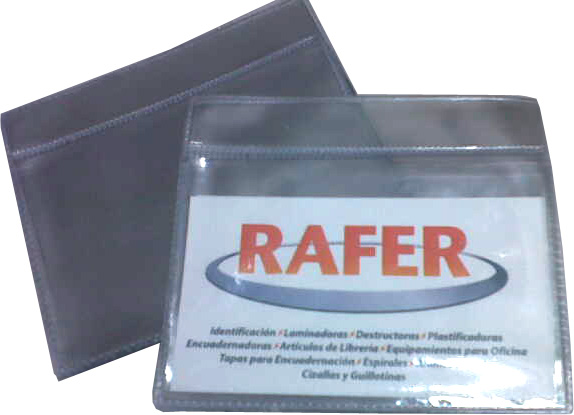 RAFER
Identificación • Laminadoras • Destructoras • Plastificadoras
Encuadernadoras • Artículos de Librería • Equipamientos para Oficina
Tapas para Encuadernación • Espirales •
Cizallas y Guillotinas